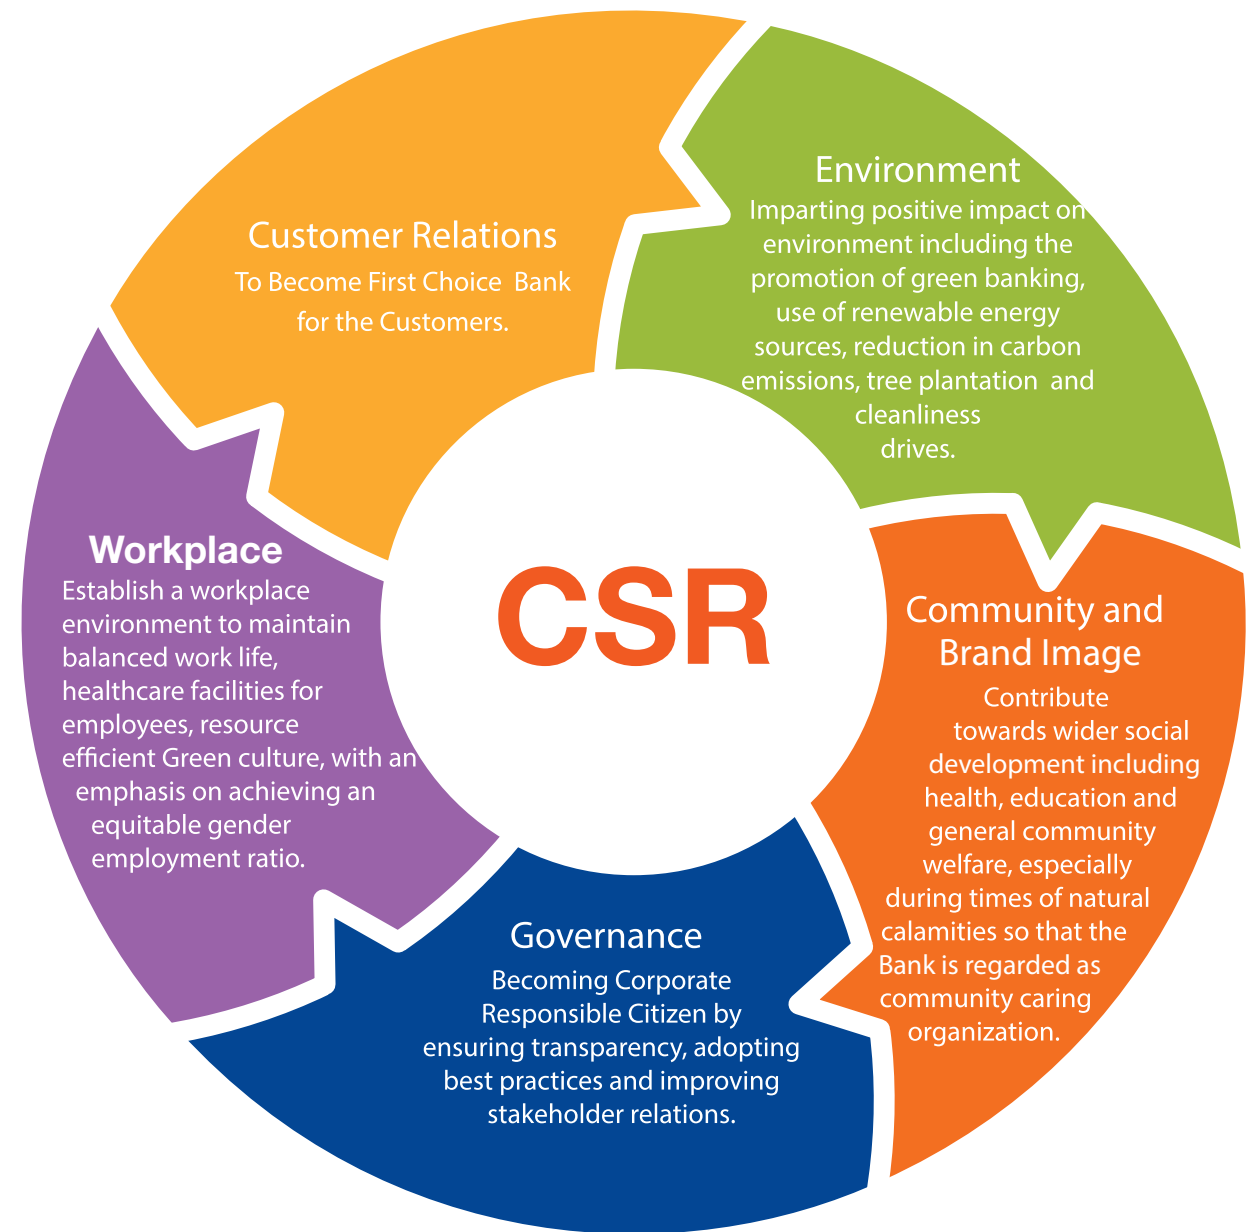 Customer Relations
To Become First Choice Bank
for the Customers.
Environment
Imparting positive impact on
environment including the
promotion of green banking,
use of renewable energy
sources, reduction in carbon
emissions, tree plantation and
cleanliness
drives.
Community and
Brand Image
Contribute
towards wider social
development including
health, education and
general community
welfare, especially
during times of natural
calamities so that the
Bank is regarded as
community caring
organization.
Governance
Becoming Corporate
Responsible Citizen by
ensuring transparency, adopting
best practices and improving
stakeholder relations.
Workplace
Establish a workplace
environment to maintain
balanced work life,
healthcare facilities for
employees, resource
efficient Green culture, with an
emphasis on achieving an
equitable gender
employment ratio.
CSR